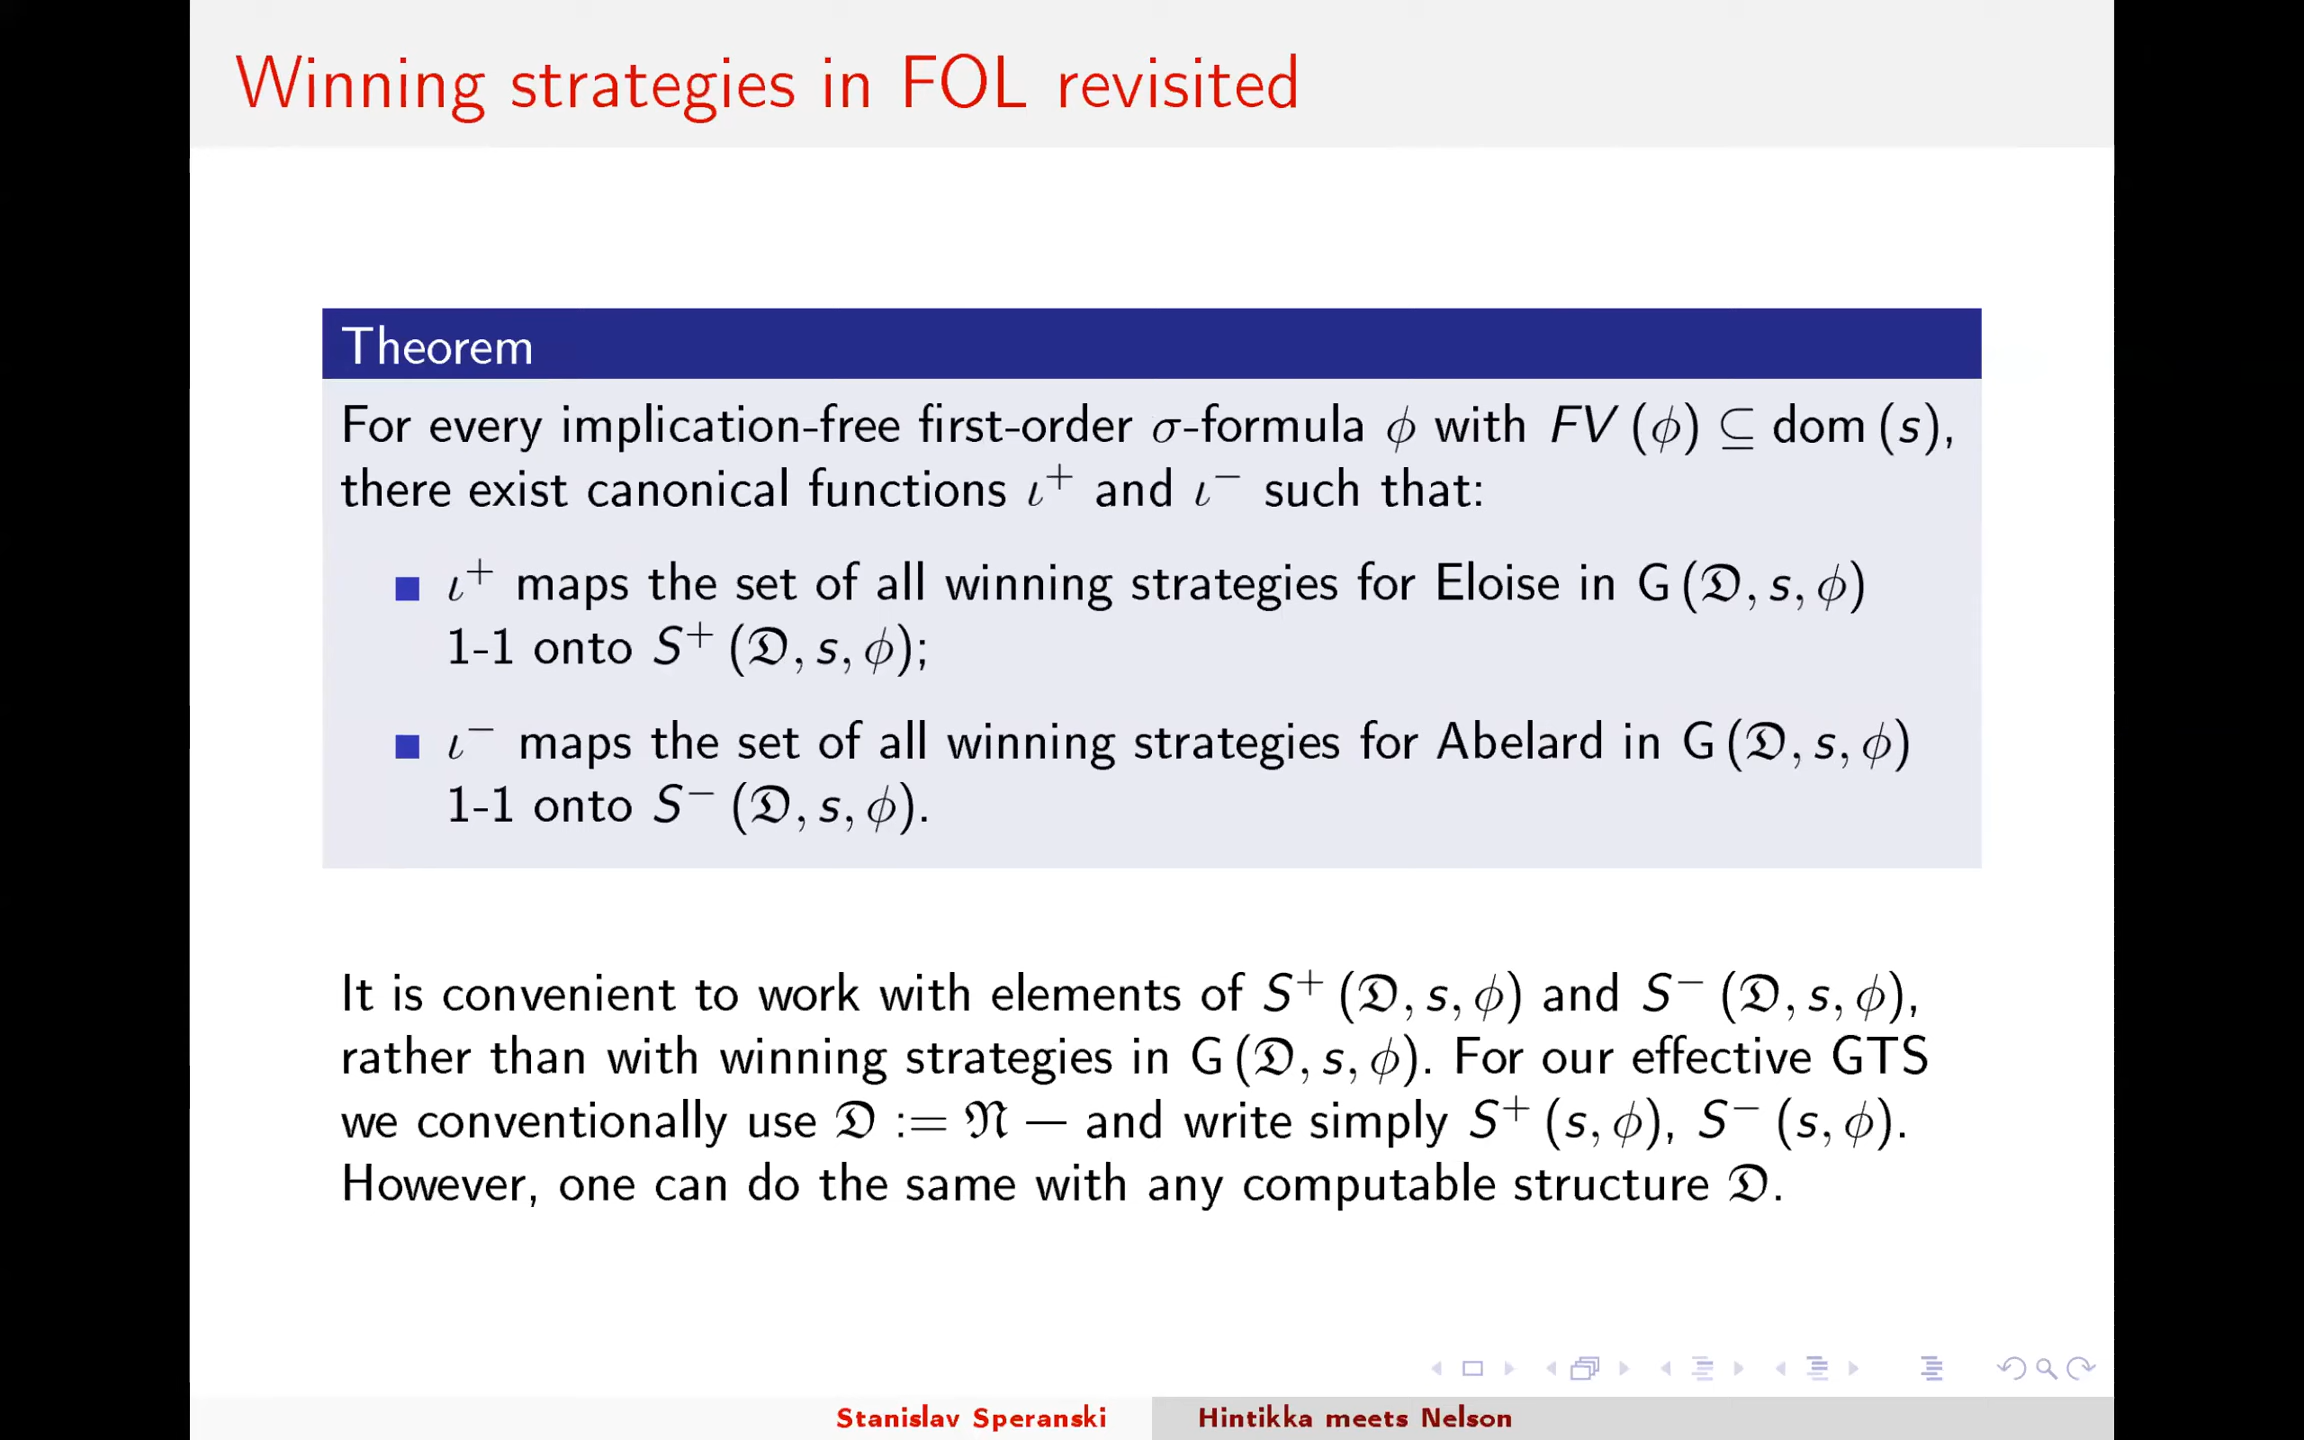 Winning strategies in FOL revisited
Theorem
For every implication-free first-order σ-formula ϕ with FV (ϕ) ⊆ dom (s),
there exist canonical functions ι⁺ and ι⁻ such that:
ι⁺ maps the set of all winning strategies for Eloise in G (𝔇, s, ϕ)
1-1 onto S⁺ (𝔇, s, ϕ);
ι⁻ maps the set of all winning strategies for Abelard in G (𝔇, s, ϕ)
1-1 onto S⁻ (𝔇, s, ϕ).
It is convenient to work with elements of S⁺ (𝔇, s, ϕ) and S⁻ (𝔇, s, ϕ),
rather than with winning strategies in G (𝔇, s, ϕ). For our effective GTS
we conventionally use 𝔇 := 𝔑 — and write simply S⁺ (s, ϕ), S⁻ (s, ϕ).
However, one can do the same with any computable structure 𝔇.
Stanislav Speranski Hintikka meets Nelson